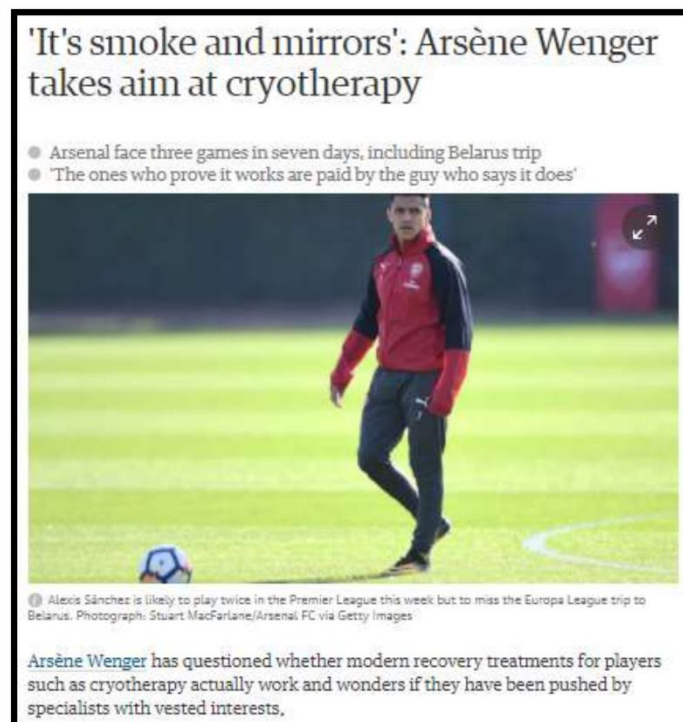 'It's smoke and mirrors': Arsène Wenger
takes aim at cryotherapy
Arsenal face three games in seven days, including Belarus trip
'The ones who prove it works are paid by the guy who says it does'
Alexis Sánchez is likely to play twice in the Premier League this week but to miss the Europa League trip to
Belarus. Photograph: Stuart MacFarlane/Arsenal FC via Getty Images
Arsène Wenger has questioned whether modern recovery treatments for players
such as cryotherapy actually work and wonders if they have been pushed by
specialists with vested interests.